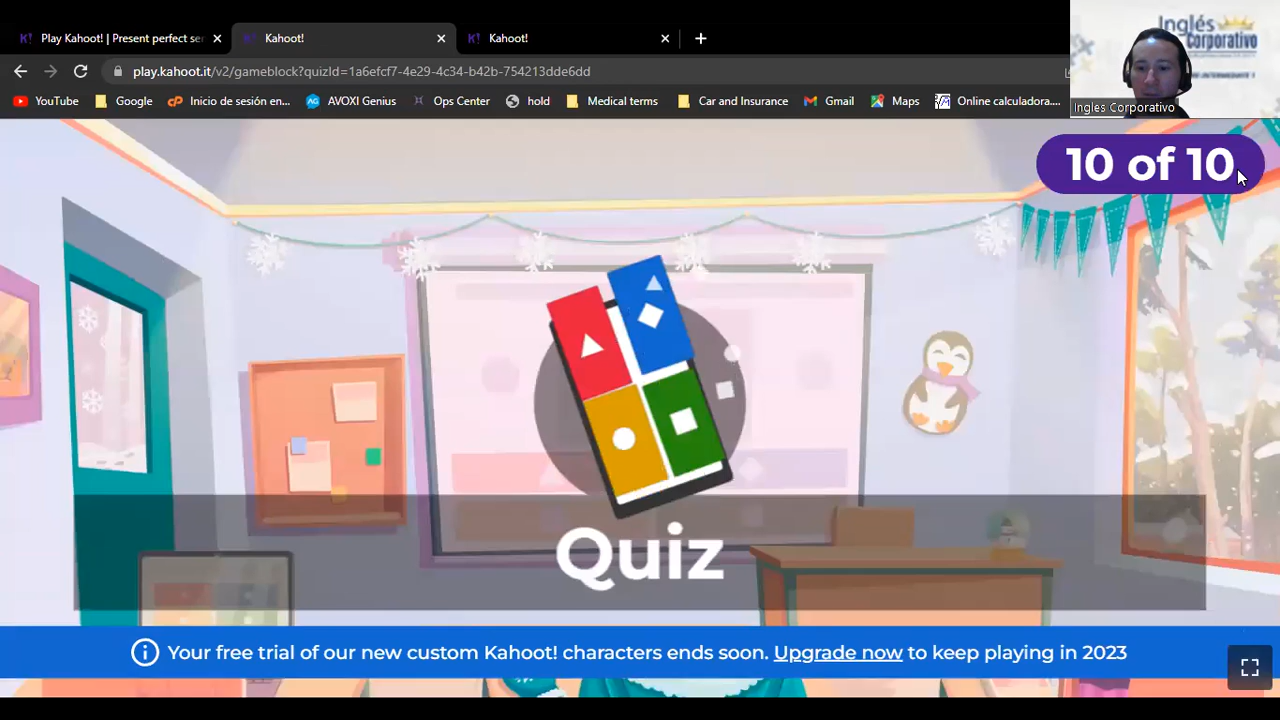 Play Kahoot! | Present perfect se
Kahoot!
Kahoot!
play.kahoot.it/v2/gameblock?quizId=1a6efcf7-4e29-4c34-b42b-754213dde6dd
YouTube
Google
Inicio de sesión en...
AVOXI Genius
Ops Center
hold
Medical terms
Car and Insurance
Gmail
Maps
Online calculadora....
Inglés
Corporativo
INTERMEDIATE 1
Ingles Corporativo
10 of 10
Quiz
Your free trial of our new custom Kahoot! characters ends soon. Upgrade now to keep playing in 2023